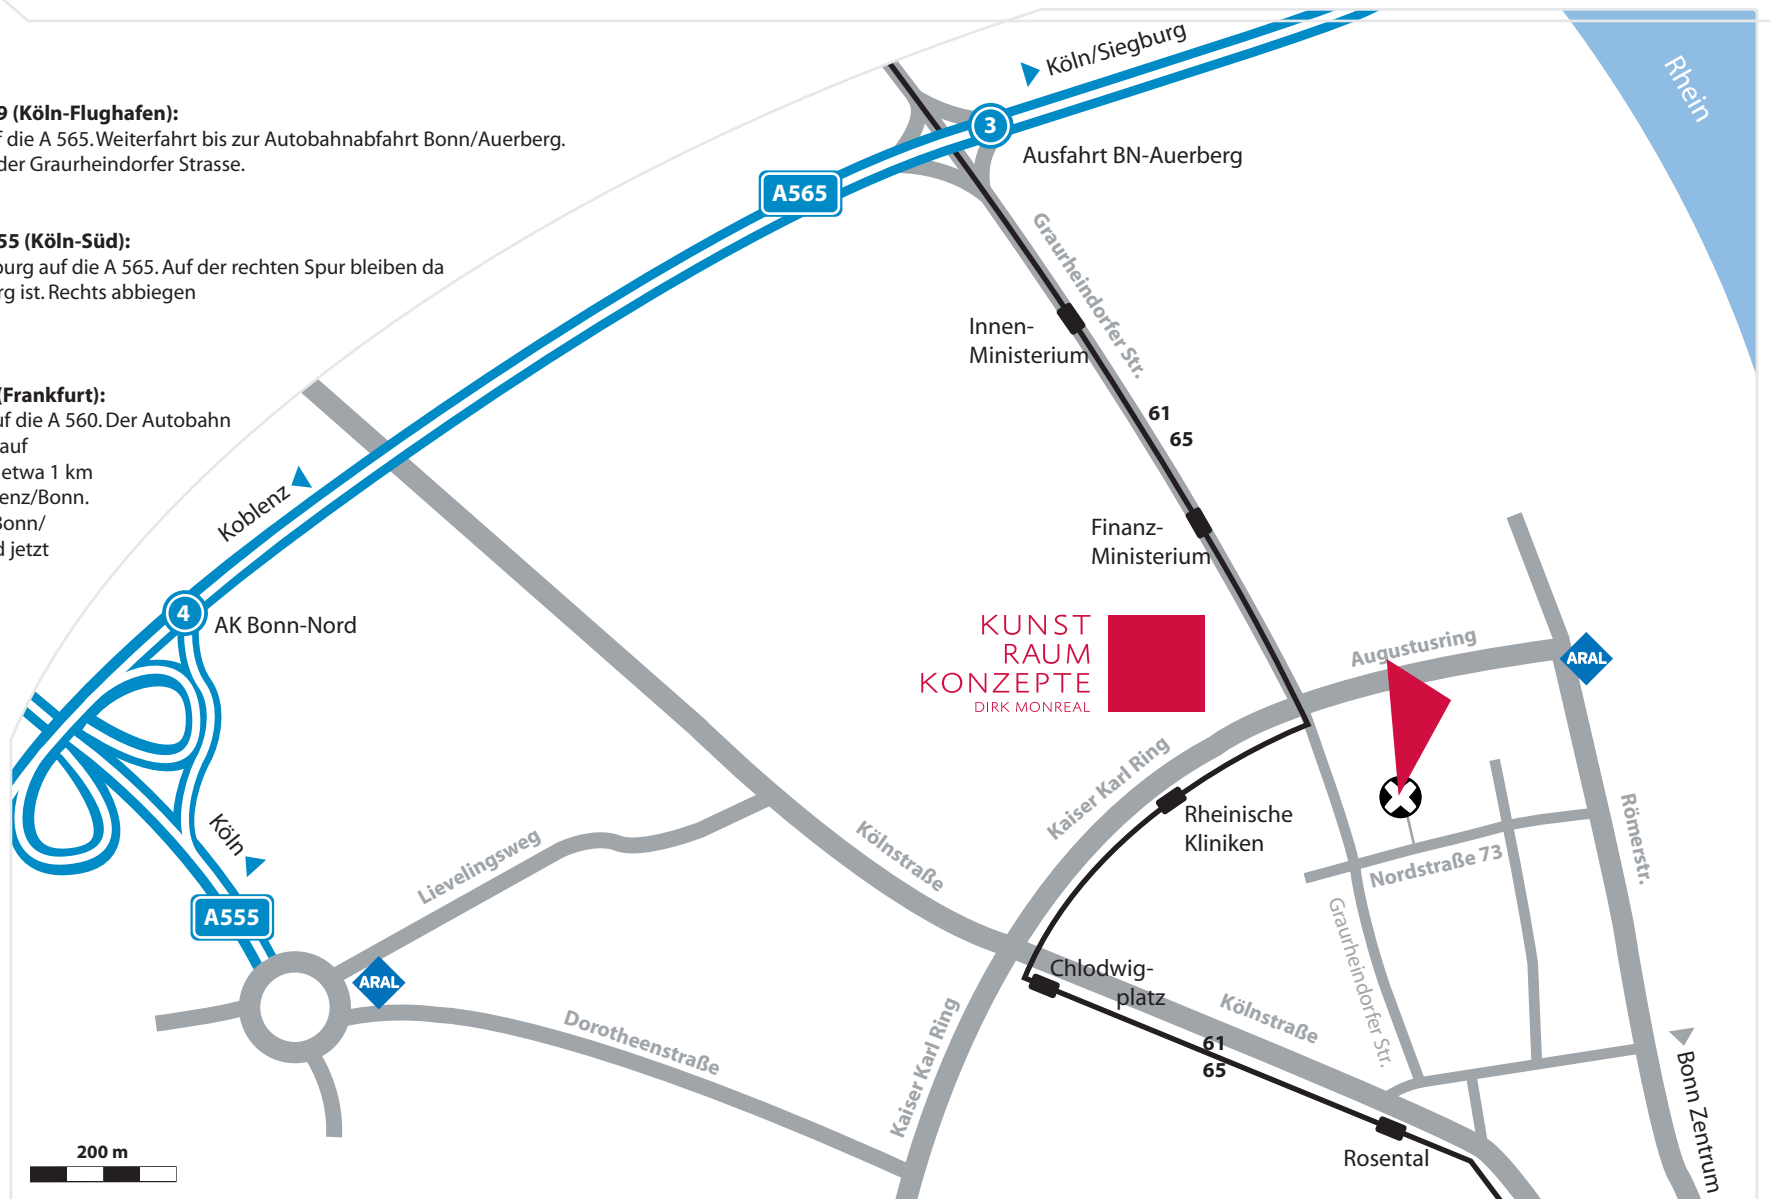 9 (Köln-Flughafen):
f die A 565. Weiterfahrt bis zur Autobahnabfahrt Bonn/Auerberg.
der Graurheindorfer Strasse.
55 (Köln-Süd):
burg auf die A 565. Auf der rechten Spur bleiben da
rg ist. Rechts abbiegen
(Frankfurt):
uf die A 560. Der Autobahn
auf
etwa 1 km
enz/Bonn.
Bonn/
d jetzt
Köln/Siegburg
Rhein
3
Ausfahrt BN-Auerberg
A565
Graurheindorfer Str.
Innen-
Ministerium
61
65
Koblenz
Finanz-
Ministerium
4
AK Bonn-Nord
KUNST
RAUM
KONZEPTE
DIRK MONREAL
Augustusring
ARAL
Kaiser Karl Ring
Rheinische
Kliniken
Römerstr.
Köln
Lievelingsweg
Kölnstraße
Nordstraße 73
A555
Graurheindorfer Str.
ARAL
Chlodwig-
platz
Kölnstraße
Dorotheenstraße
Kaiser Karl Ring
61
65
Bonn Zentrum
200 m
Rosental